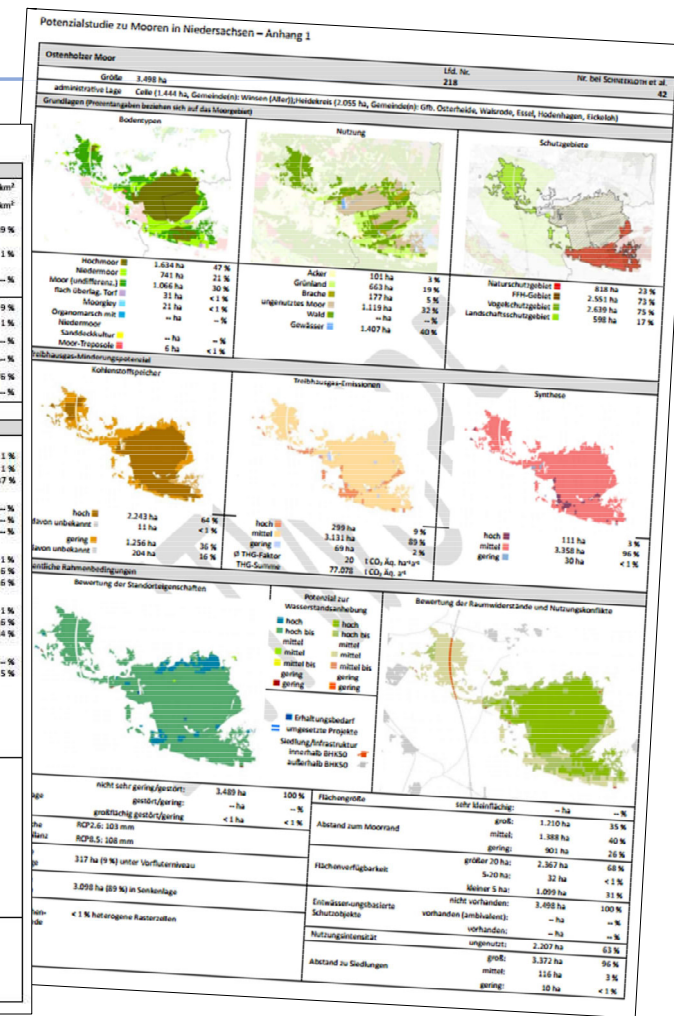 Potenzialstudie zu Mooren in Niedersachsen – Anhang 1
Ostenholzer Moor
Lfd. Nr.
218
Nr. bei SCHNEEKLOTH et al.
42
Größe 3.498 ha
administrative Lage Celle (1.444 ha, Gemeinde(n): Winsen (Aller));Heidekreis (2.055 ha, Gemeinde(n): Gfb. Osterheide, Walsrode, Essel, Hodenhagen, Eickeloh)
Grundlagen (Prozentangaben beziehen sich auf das Moorgebiet)
Bodentypen
Hochmoor 1.634 ha 47 %
Niedermoor 741 ha 21 %
Moor (undifferenz.) 1.066 ha 30 %
flach überlag. Torf 31 ha < 1 %
Moorgley 21 ha < 1 %
Organomarsch mit -- ha -- %
Niedermoor
Sanddeckkultur -- ha -- %
Moor-Treposole 6 ha < 1 %
Nutzung
Acker 101 ha 3 %
Grünland 663 ha 19 %
Brache 177 ha 5 %
ungenutztes Moor 1.119 ha 32 %
Wald -- ha -- %
Gewässer 1.407 ha 40 %
Schutzgebiete
Naturschutzgebiet 818 ha 23 %
FFH-Gebiet 2.551 ha 73 %
Vogelschutzgebiet 2.639 ha 75 %
Landschaftsschutzgebiet 598 ha 17 %
Treibhausgas-Minderungspotenzial
Kohlenstoffspeicher
hoch 2.243 ha 64 %
davon unbekannt 11 ha < 1 %
gering 1.256 ha 36 %
davon unbekannt 204 ha 16 %
Treibhausgas-Emissionen
hoch 299 ha 9 %
mittel 3.131 ha 89 %
gering 69 ha 2 %
Ø THG-Faktor 20 t CO₂ Äq. ha⁻¹a⁻¹
THG-Summe 77.078 t CO₂ Äq. a⁻¹
Synthese
hoch 111 ha 3 %
mittel 3.358 ha 96 %
gering 30 ha < 1 %
entliche Rahmenbedingungen
Bewertung der Standorteigenschaften
Potenzial zur
Wasserstandsanhebung
hoch hoch
hoch bis hoch bis
mittel mittel
mittel mittel
mittel bis mittel bis
gering gering
gering gering
Erhaltungsbedarf
umgesetzte Projekte
Siedlung/Infrastruktur
innerhalb BHK50
außerhalb BHK50
Bewertung der Raumwiderstände und Nutzungskonflikte
nicht sehr gering/gestört: 3.489 ha 100 %
gestört/gering: -- ha -- %
großflächig gestört/gering < 1 ha < 1 %
RCP2.6: 103 mm
RCP8.5: 108 mm
317 ha (9 %) unter Vorfluterniveau
3.098 ha (89 %) in Senkenlage
< 1 % heterogene Rasterzellen
Flächengröße sehr kleinflächig: -- ha -- %
Abstand zum Moorrand groß: 1.210 ha 35 %
mittel: 1.388 ha 40 %
gering: 901 ha 26 %
Flächenverfügbarkeit größer 20 ha: 2.367 ha 68 %
5-20 ha: 32 ha < 1 %
kleiner 5 ha: 1.099 ha 31 %
Entwässerungsbasierte Schutzobjekte nicht vorhanden: 3.498 ha 100 %
vorhanden (ambivalent): -- ha -- %
vorhanden: -- ha -- %
Nutzungsintensität ungenutzt: 2.207 ha 63 %
Abstand zu Siedlungen groß: 3.372 ha 96 %
mittel: 116 ha 3 %
gering: 10 ha < 1 %